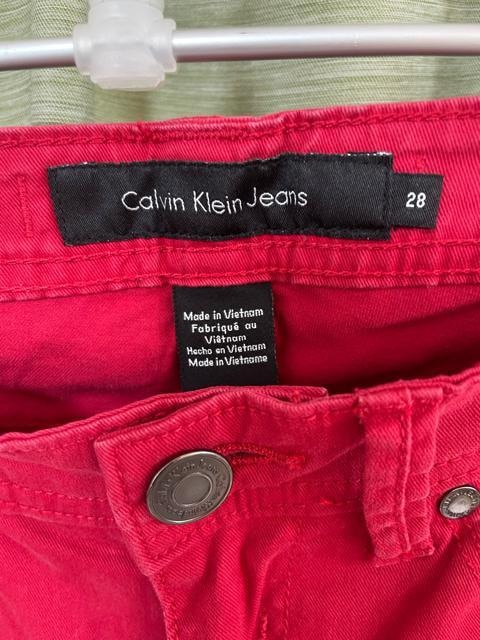 Calvin Klein Jeans
28
Made in Vietnam
Fabriqué au
Viêtnam
Hecho en Vietnam
Made in Vietname